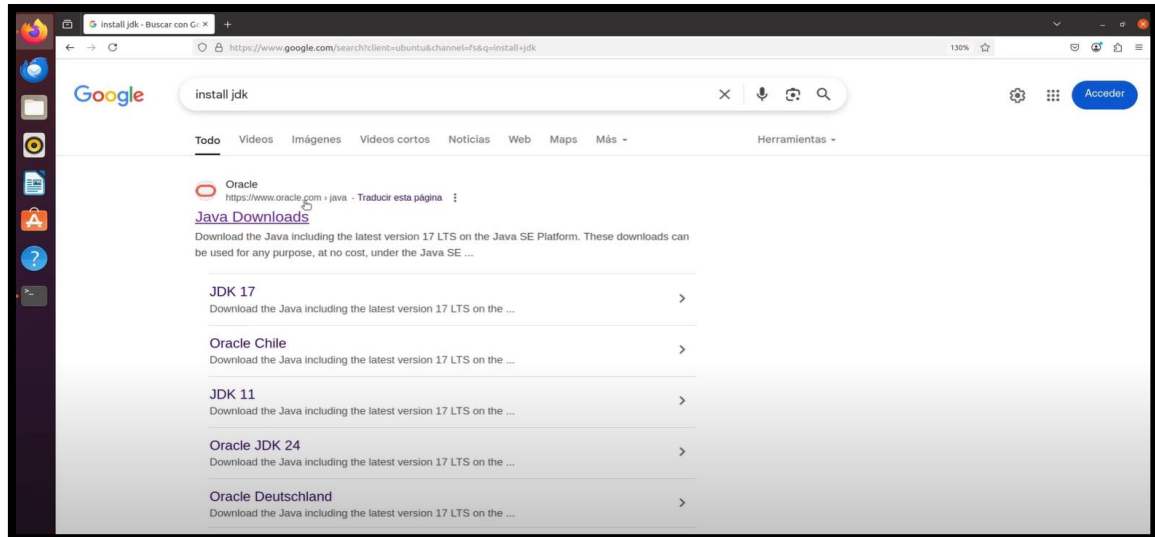 install jdk - Buscar con Go
https://www.google.com/search?client=ubuntu&channel=fs&q=install+jdk
130%
Google
install jdk
Acceder
Todo Videos Imágenes Videos cortos Noticias Web Maps Más
Herramientas
Oracle
https://www.oracle.com › java · Traducir esta página
Java Downloads
Download the Java including the latest version 17 LTS on the Java SE Platform. These downloads can
be used for any purpose, at no cost, under the Java SE ...
JDK 17
Download the Java including the latest version 17 LTS on the ...
Oracle Chile
Download the Java including the latest version 17 LTS on the ...
JDK 11
Download the Java including the latest version 17 LTS on the ...
Oracle JDK 24
Download the Java including the latest version 17 LTS on the ...
Oracle Deutschland
Download the Java including the latest version 17 LTS on the ...